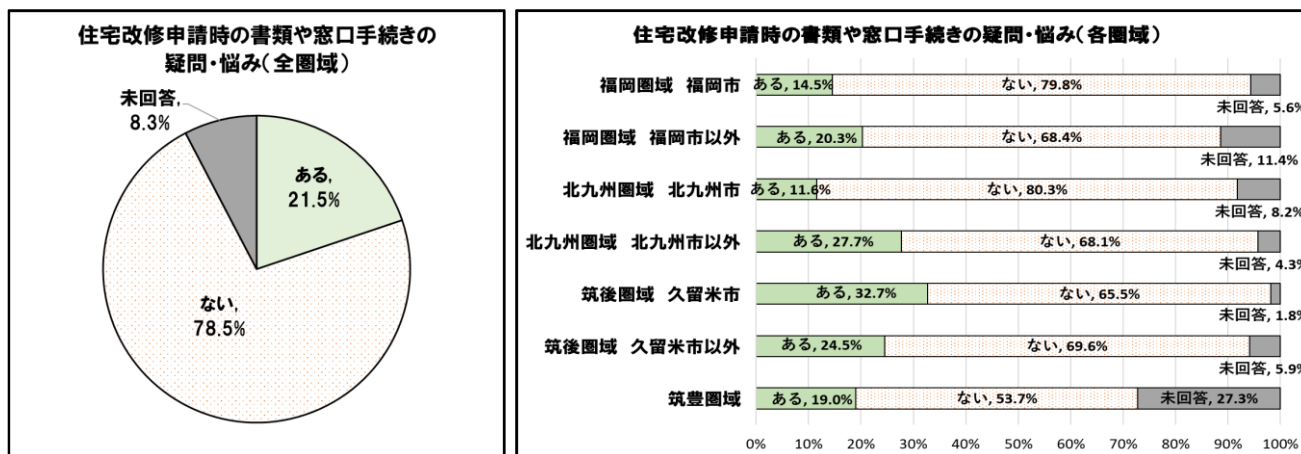 住宅改修申請時の書類や窓口手続きの
疑問・悩み(全圏域)
未回答,
8.3%
ある,
21.5%
ない,
78.5%
住宅改修申請時の書類や窓口手続きの疑問・悩み(各圏域)
福岡圏域 福岡市
ある, 14.5%
ない, 79.8%
未回答, 5.6%
福岡圏域 福岡市以外
ある, 20.3%
ない, 68.4%
未回答, 11.4%
北九州圏域 北九州市
ある, 11.6%
ない, 80.3%
未回答, 8.2%
北九州圏域 北九州市以外
ある, 27.7%
ない, 68.1%
未回答, 4.3%
筑後圏域 久留米市
ある, 32.7%
ない, 65.5%
未回答, 1.8%
筑後圏域 久留米市以外
ある, 24.5%
ない, 69.6%
未回答, 5.9%
筑豊圏域
ある, 19.0%
ない, 53.7%
未回答, 27.3%
0% 10% 20% 30% 40% 50% 60% 70% 80% 90% 100%